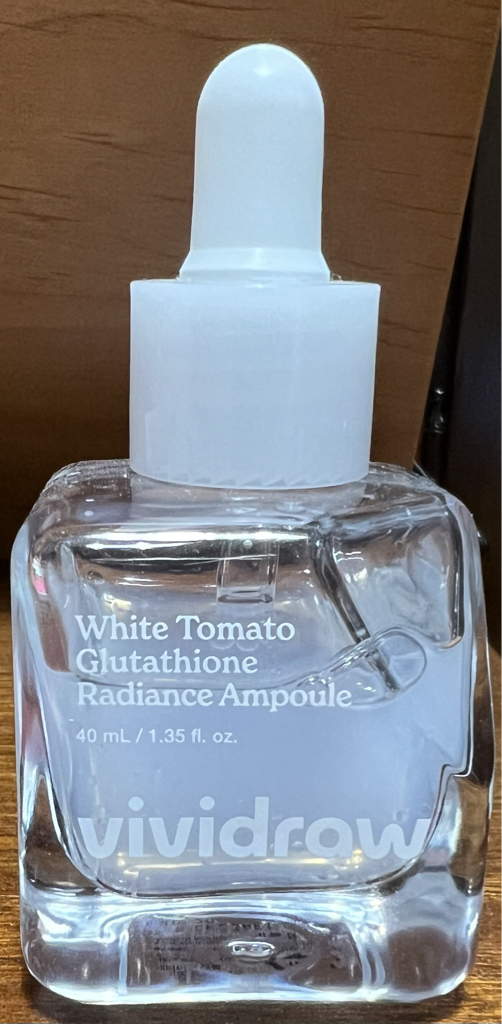 White Tomato
Glutathione
Radiance Ampoule
40 mL / 1.35 fl. oz.
vividraw